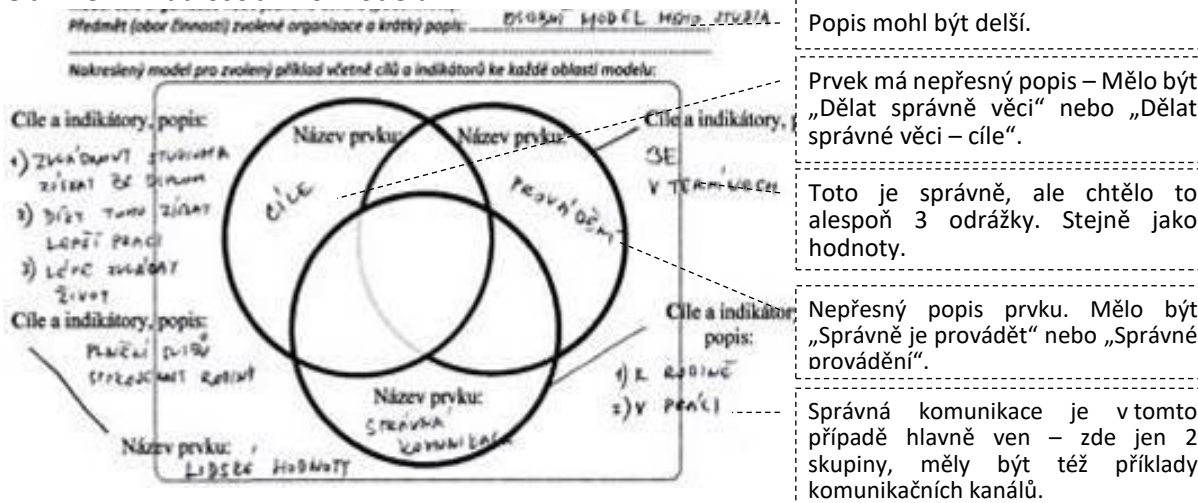 Předmět (obor činnosti) zvolené organizace a krátký popis: OSOBNÍ MODEL MÉHO STUDIA
Nakreslený model pro zvolený příklad včetně cílů a indikátorů ke každé oblasti modelu:
Cíle a indikátory, popis:
1) ZVLÁDNOUT STUDIUM A
ZÍSKAT DIPLOM
2) DÍKY TOMU ZÍSKAT
LEPŠÍ PRÁCI
3) LÉPE ZVLÁDAT
ŽIVOT
Název prvku:
CÍLE
Název prvku:
PROVÁDĚNÍ
Cíle a indikátory, p
V TERMÍNECH
Cíle a indikátory, popis:
PLNĚNÍ SLIBŮ
SPOKOJENOST RODINY
Název prvku:
LIDSKÉ HODNOTY
Název prvku:
SPRÁVNÁ
KOMUNIKACE
Cíle a indikátory
popis:
1) K RODINĚ
2) V PRÁCI
Popis mohl být delší.
Prvek má nepřesný popis – Mělo být
„Dělat správně věci“ nebo „Dělat
správné věci – cíle“.
Toto je správně, ale chtělo to
alespoň 3 odrážky. Stejně jako
hodnoty.
Nepřesný popis prvku. Mělo být
„Správně je provádět“ nebo „Správné
provádění“.
Správná komunikace je v tomto
případě hlavně ven – zde jen 2
skupiny, měly být též příklady
komunikačních kanálů.